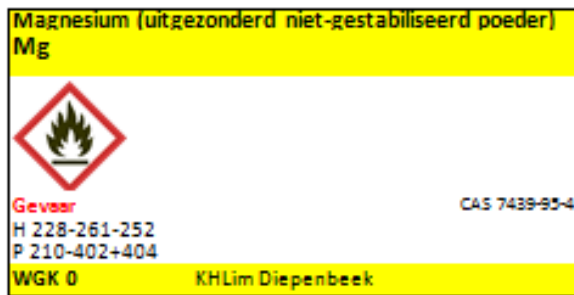 Magnesium (uitgezonderd niet-gestabiliseerd poeder)
Mg
Gevaar
CAS 7439-95-4
H 228-261-252
P 210-402+404
WGK 0 KHLim Diepenbeek